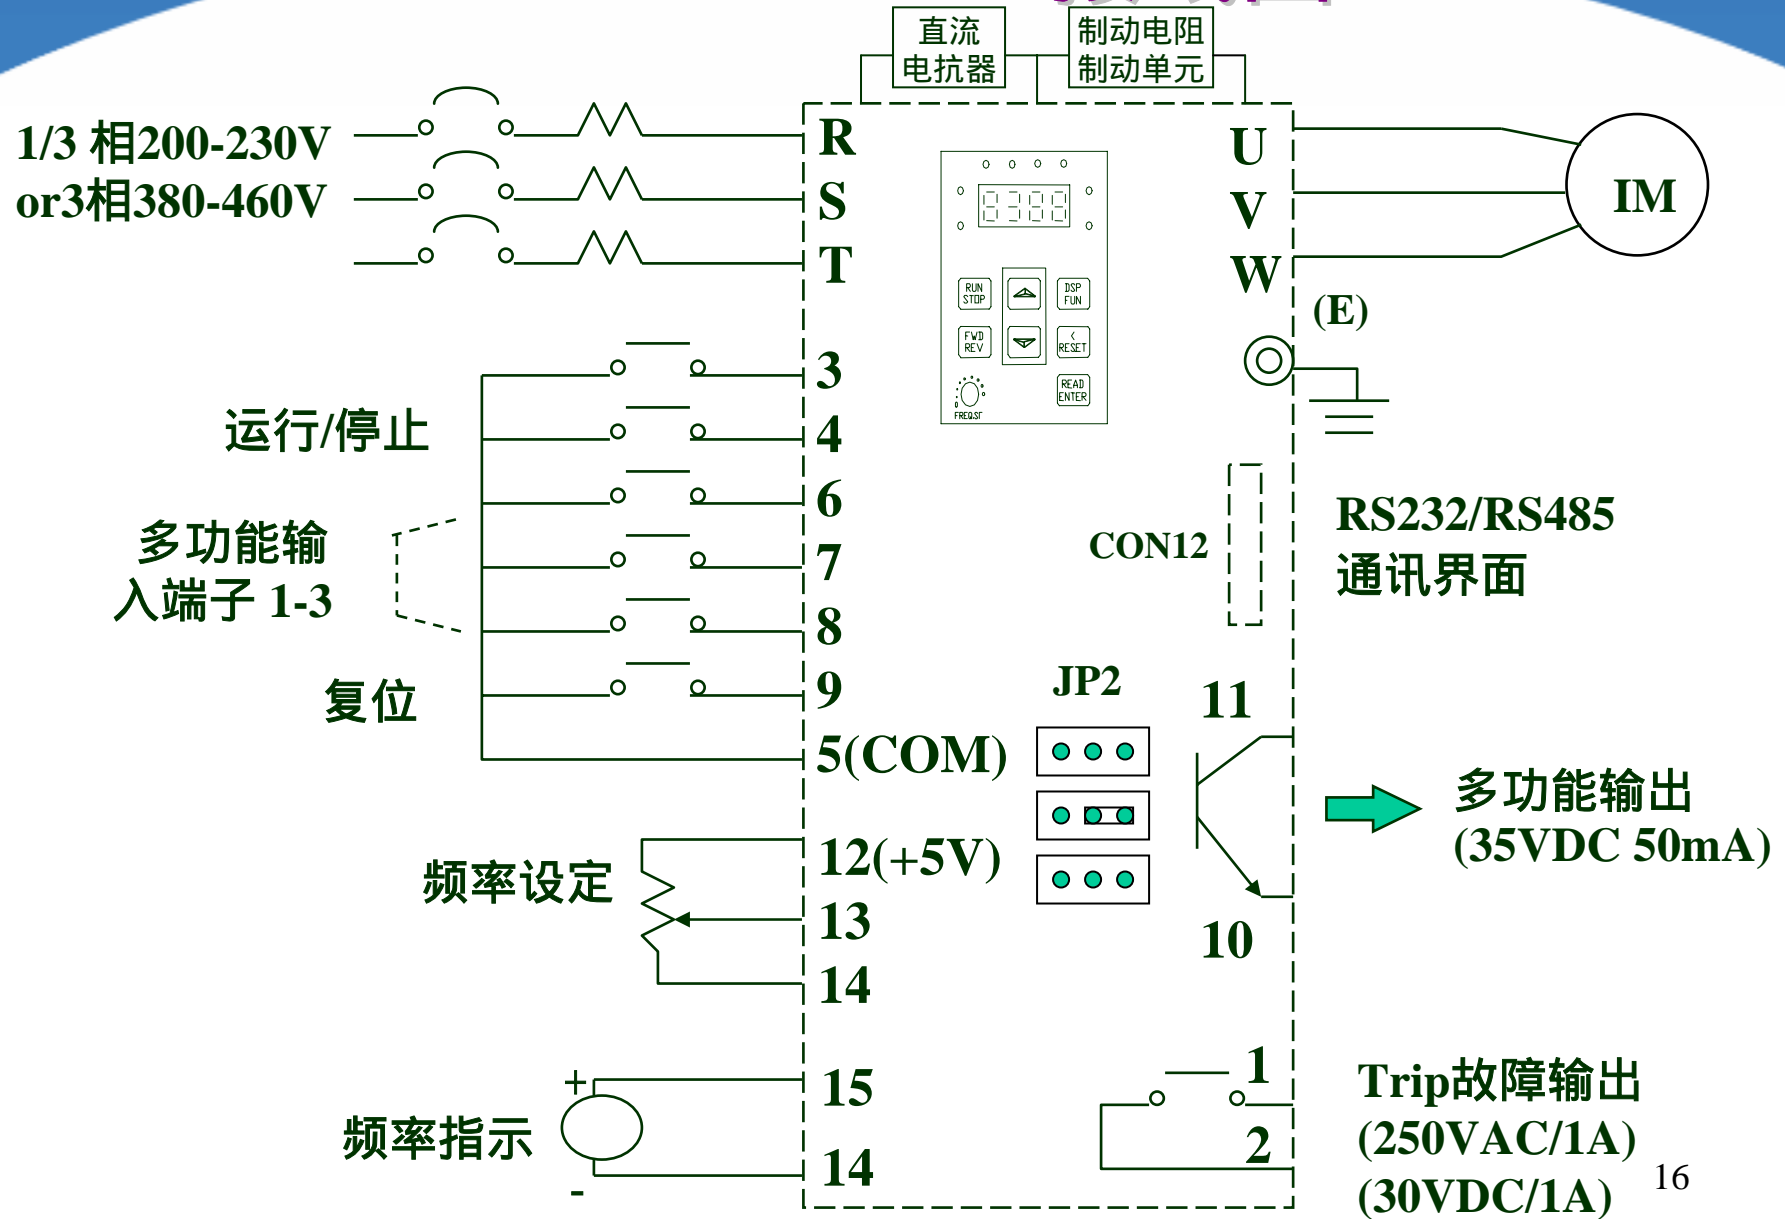 接线图
直流
电抗器
制动电阻
制动单元
1/3 相200-230V
or3相380-460V
R
S
T
U
V
W
IM
(E)
RUN
STOP
DSP
FUN
FWD
REV
<
RESET
READ
ENTER
FREQ.SET
3
4
6
7
8
9
5(COM)
运行/停止
多功能输
入端子 1-3
复位
CON12
RS232/RS485
通讯界面
JP2
11
10
多功能输出
(35VDC 50mA)
频率设定
12(+5V)
13
14
频率指示
+
-
15
14
1
2
Trip故障输出
(250VAC/1A)
(30VDC/1A)
16